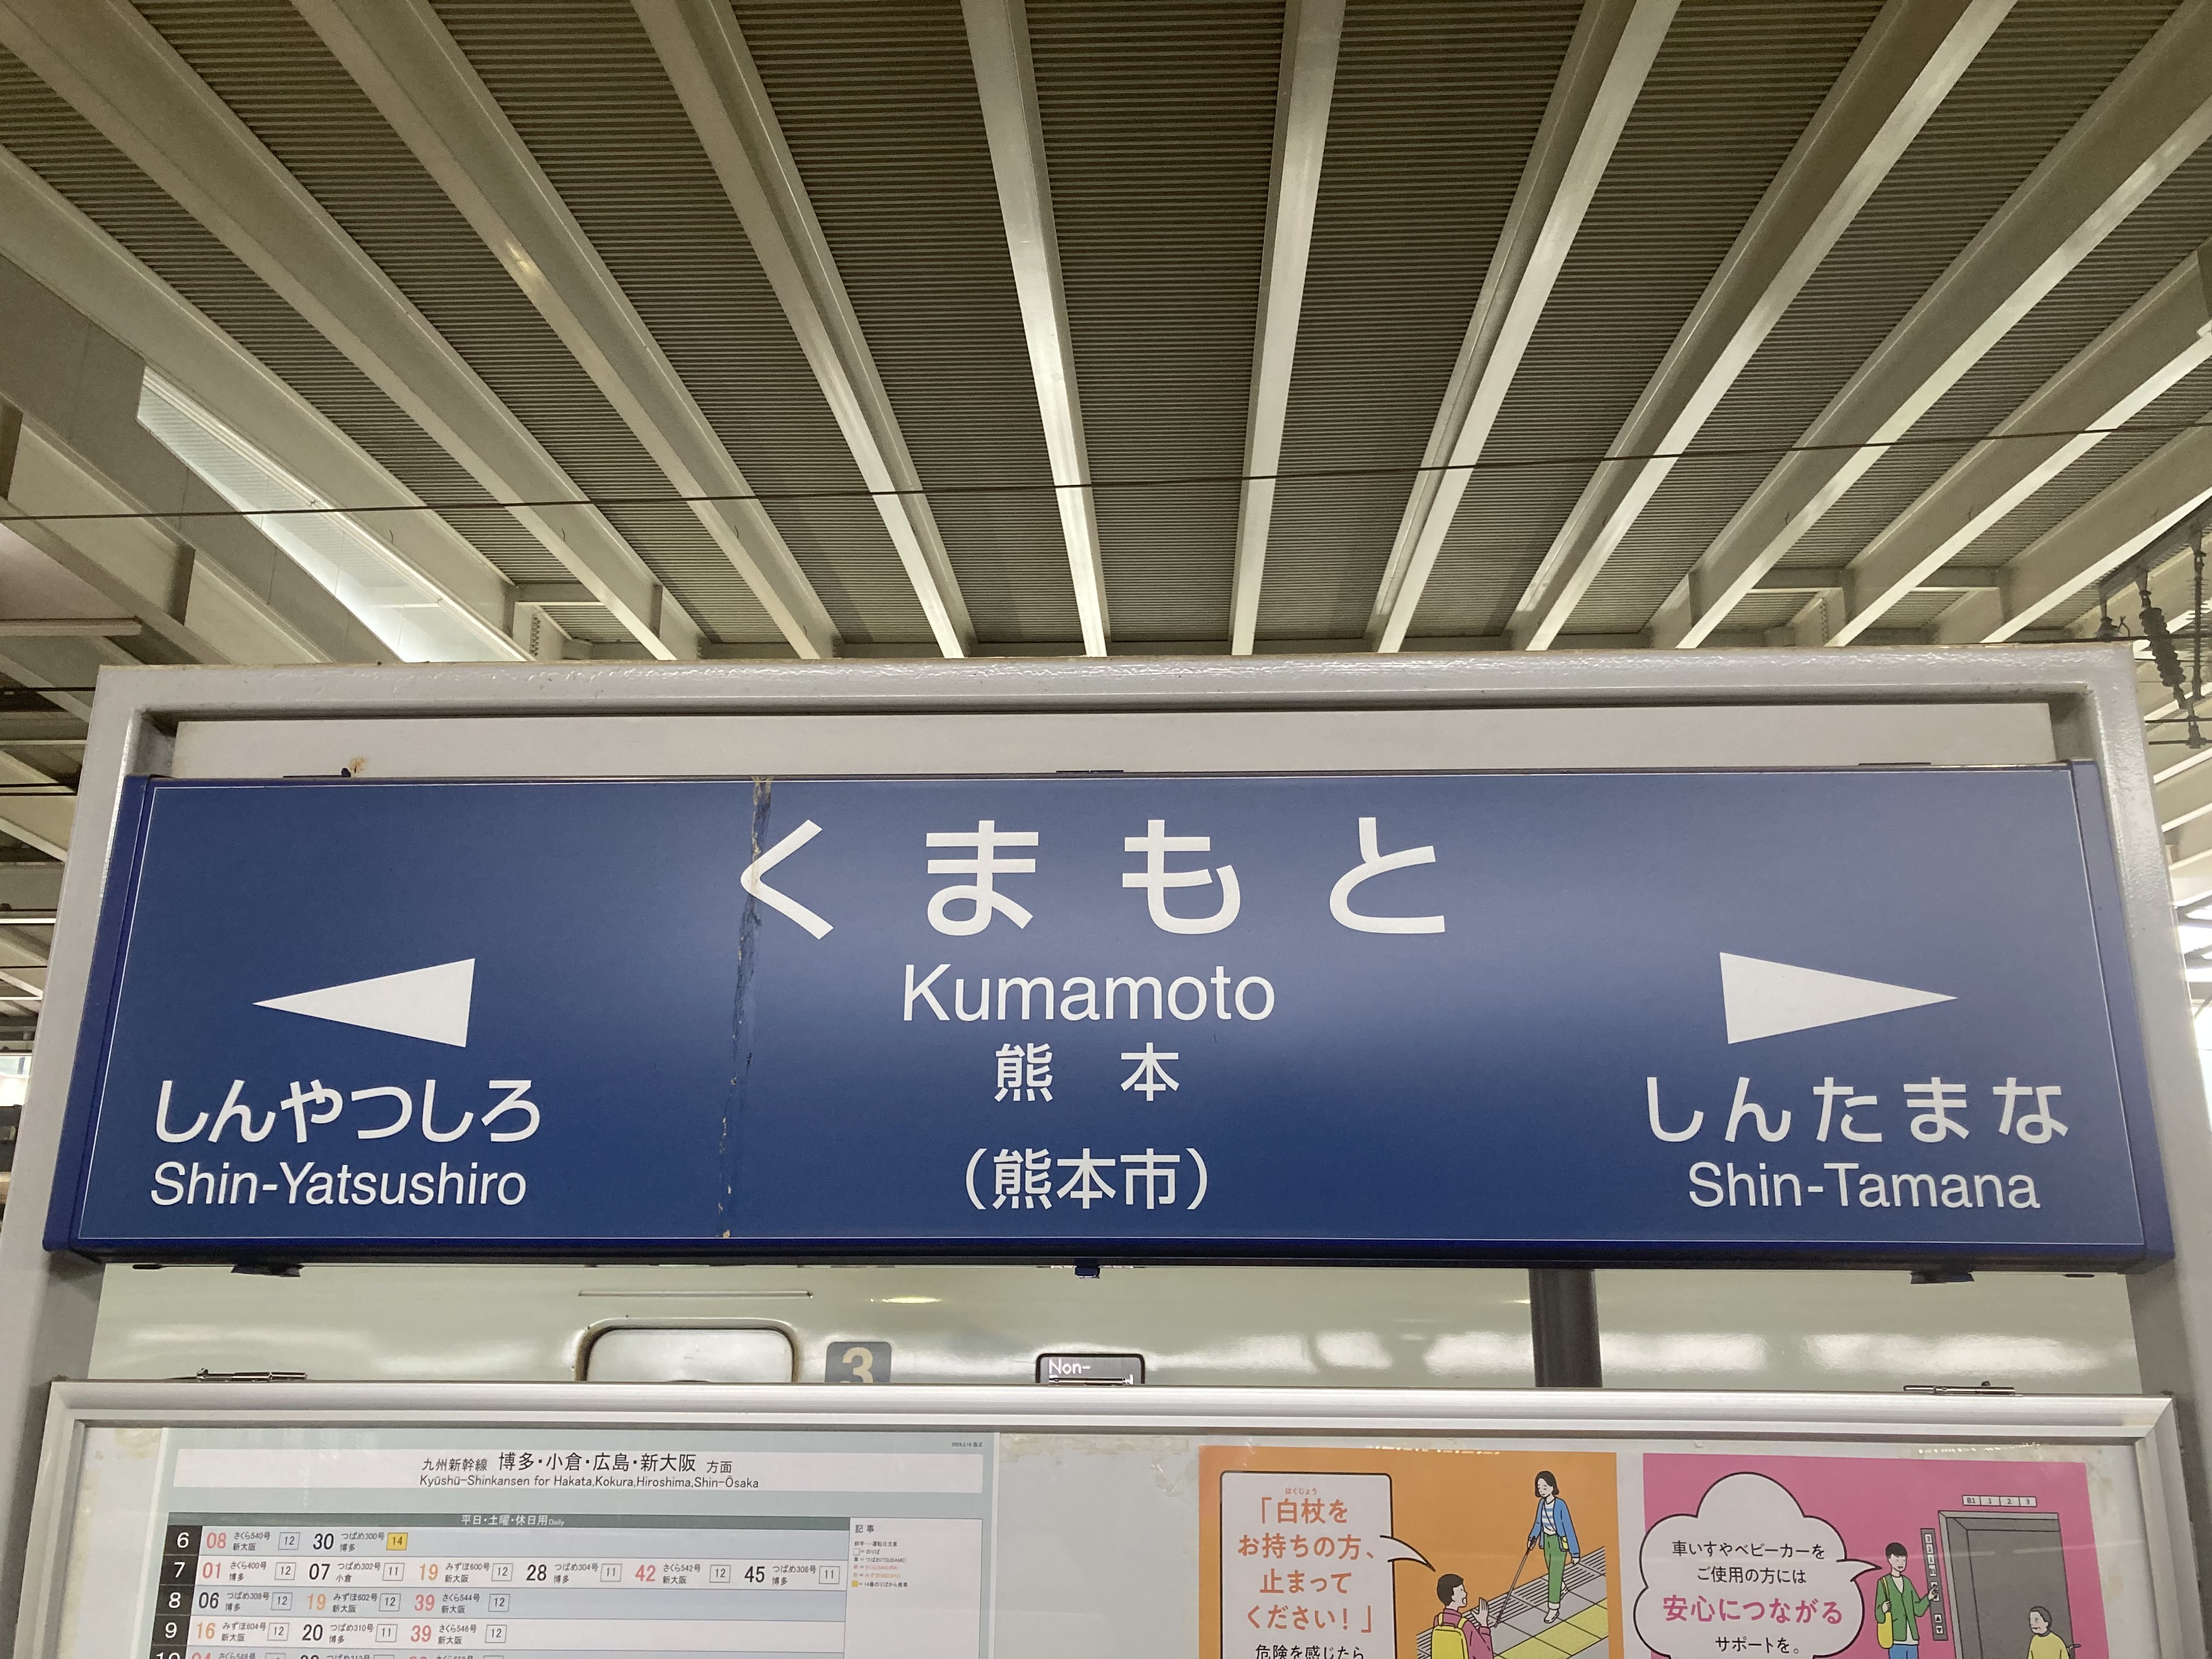 くまもと
Kumamoto
熊本
(熊本市)
しんやつしろ
Shin-Yatsushiro
しんたまな
Shin-Tamana
3
Non-
九州新幹線 博多・小倉・広島・新大阪 方面
Kyūshū-Shinkansen for Hakata,Kokura,Hiroshima,Shin-Ōsaka
平日・土曜・休日用 Daily
記事
6 08 さくら540号 新大阪 12 30 つばめ300号 博多 14
7 01 さくら400号 博多 12 07 つばめ302号 小倉 11 19 みずほ600号 新大阪 12 28 つばめ304号 博多 11 42 さくら542号 新大阪 12 45 つばめ306号 博多 11
8 06 つばめ308号 博多 12 19 みずほ602号 新大阪 12 39 さくら544号 新大阪 12
9 16 みずほ604号 新大阪 12 20 つばめ310号 博多 11 39 さくら546号 新大阪 12
はくじょう
「白杖を
お持ちの方、
止まって
ください!」
危険を感じたら
B1 1 2 3
車いすやベビーカーを
ご使用の方には
安心につながる
サポートを。